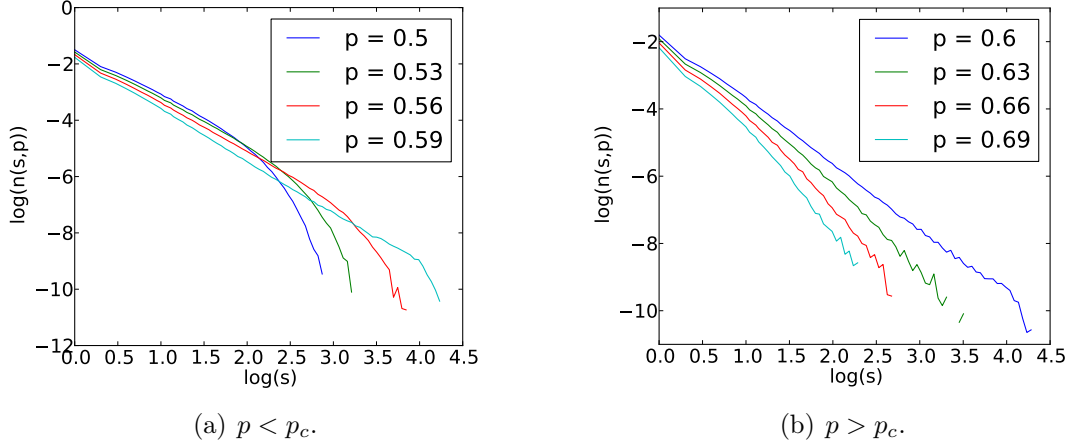 0
−2
−4
−6
−8
−10
−12
0.0 0.5 1.0 1.5 2.0 2.5 3.0 3.5 4.0 4.5
log(s)
log(n(s,p))
p = 0.5
p = 0.53
p = 0.56
p = 0.59
(a) p < p_c.
−2
−4
−6
−8
−10
0.0 0.5 1.0 1.5 2.0 2.5 3.0 3.5 4.0 4.5
log(s)
log(n(s,p))
p = 0.6
p = 0.63
p = 0.66
p = 0.69
(b) p > p_c.